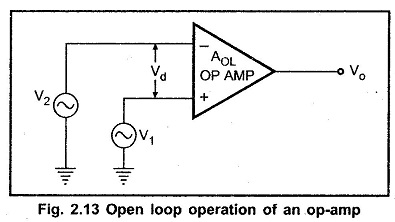 −
A_OL
OP AMP
V_d
V_o
+
V_2
V_1
Fig. 2.13 Open loop operation of an op-amp